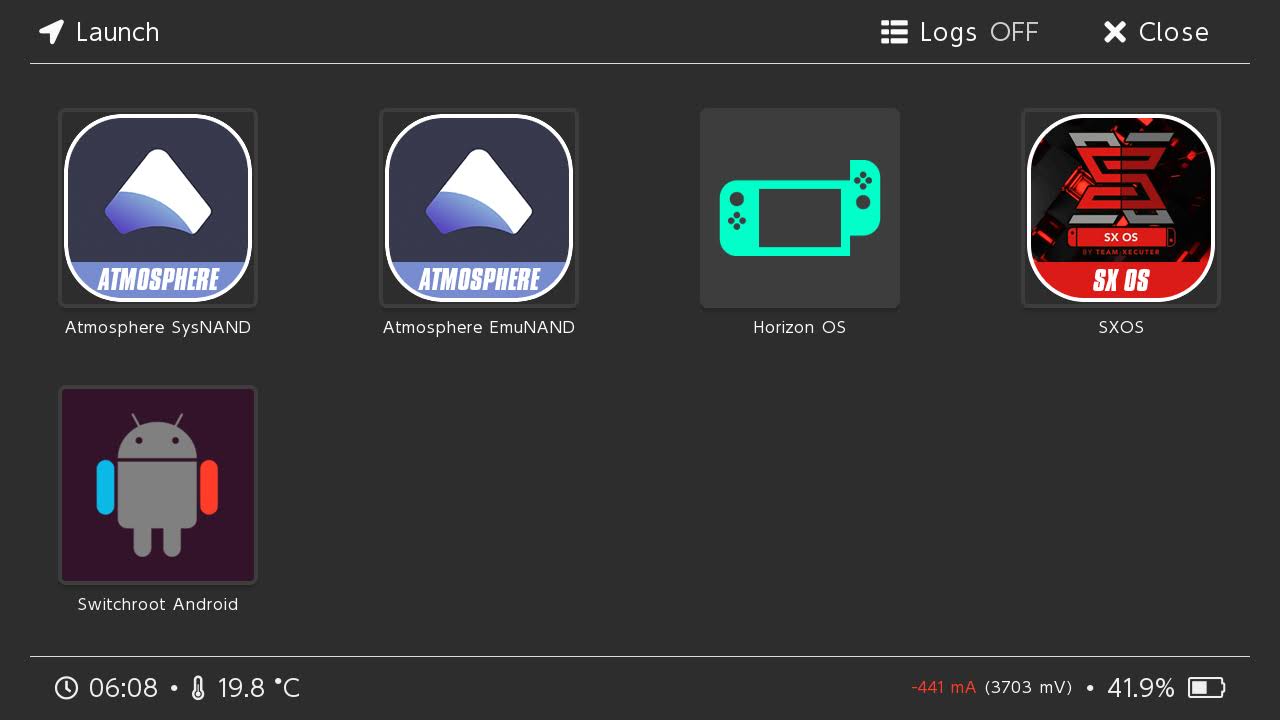 Launch
Logs OFF
Close
ATMOSPHERE
ATMOSPHERE
SX OS
BY TEAM XECUTER
SX OS
Atmosphere SysNAND
Atmosphere EmuNAND
Horizon OS
SXOS
Switchroot Android
06:08 • 19.8 °C
-441 mA (3703 mV) • 41.9%